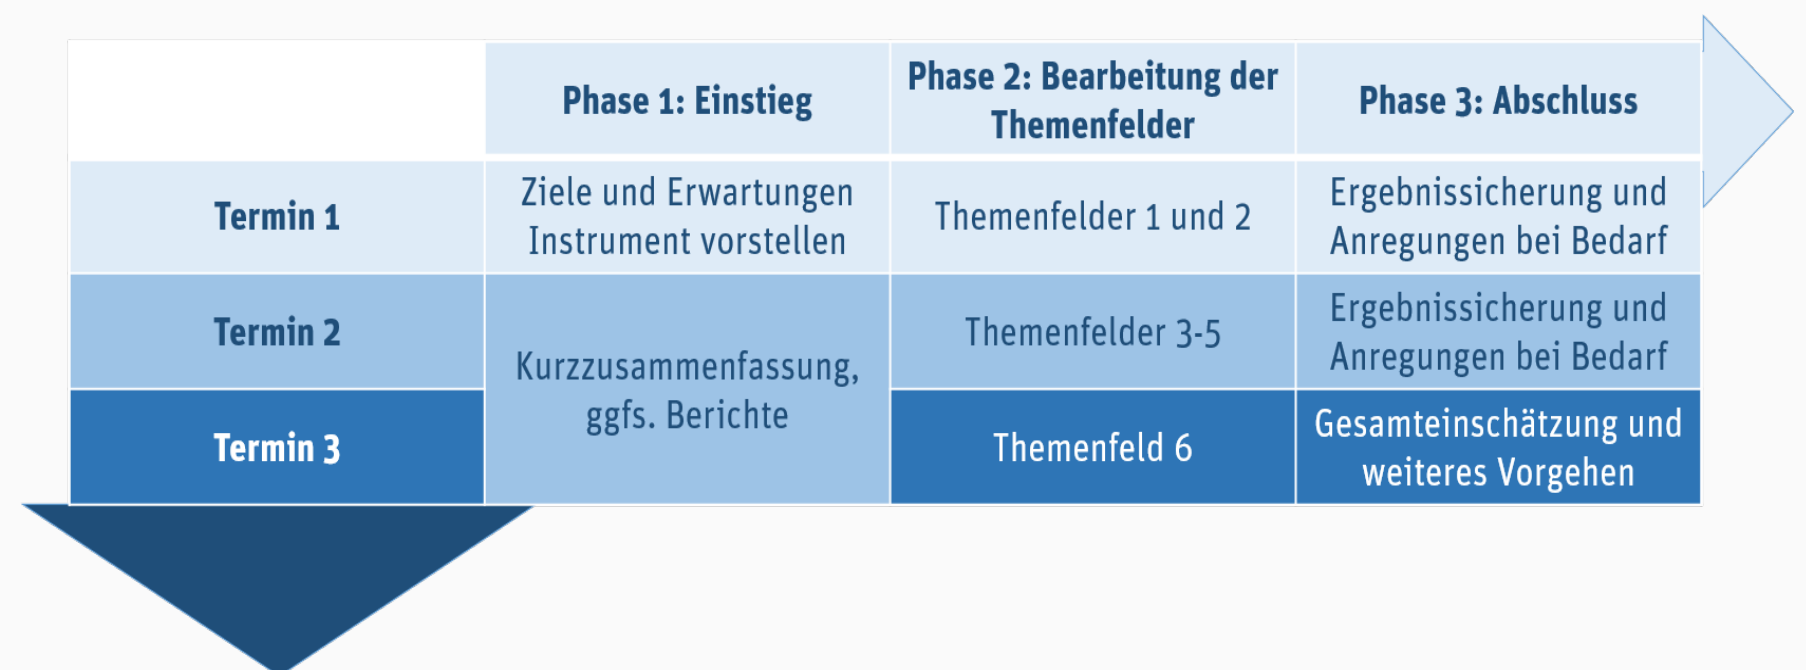 Phase 1: Einstieg
Phase 2: Bearbeitung der
Themenfelder
Phase 3: Abschluss
Termin 1
Ziele und Erwartungen
Instrument vorstellen
Themenfelder 1 und 2
Ergebnissicherung und
Anregungen bei Bedarf
Termin 2
Kurzzusammenfassung,
ggfs. Berichte
Themenfelder 3-5
Ergebnissicherung und
Anregungen bei Bedarf
Termin 3
Themenfeld 6
Gesamteinschätzung und
weiteres Vorgehen